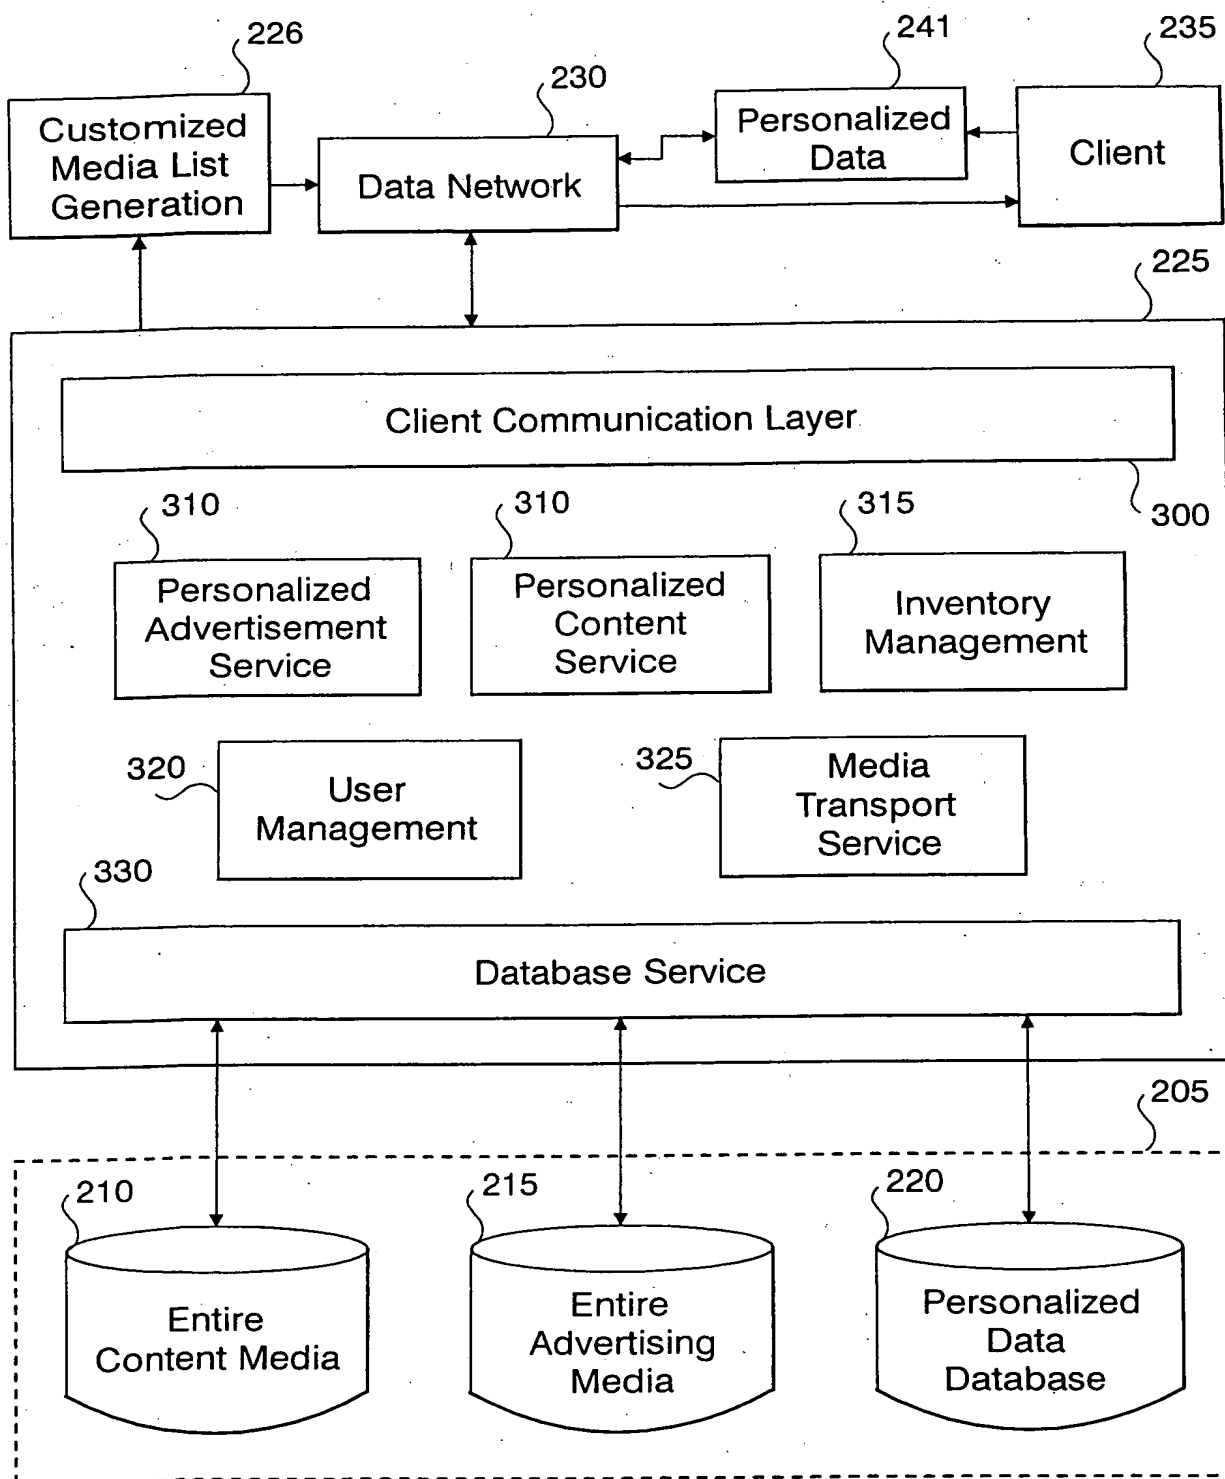 226
241
235
230
Customized
Media List
Generation
Data Network
Personalized
Data
Client
225
Client Communication Layer
300
310
310
315
Personalized
Advertisement
Service
Personalized
Content
Service
Inventory
Management
320
User
Management
325
Media
Transport
Service
330
Database Service
205
210
215
220
Entire
Content Media
Entire
Advertising
Media
Personalized
Data
Database